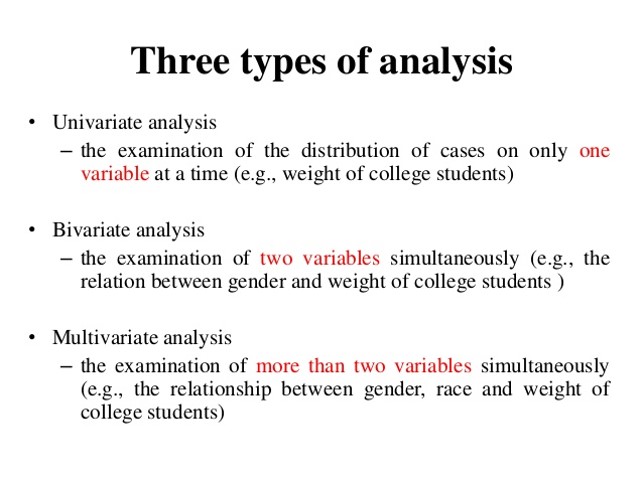 Three types of analysis
• Univariate analysis
– the examination of the distribution of cases on only one
variable at a time (e.g., weight of college students)
• Bivariate analysis
– the examination of two variables simultaneously (e.g., the
relation between gender and weight of college students )
• Multivariate analysis
– the examination of more than two variables simultaneously
(e.g., the relationship between gender, race and weight of
college students)